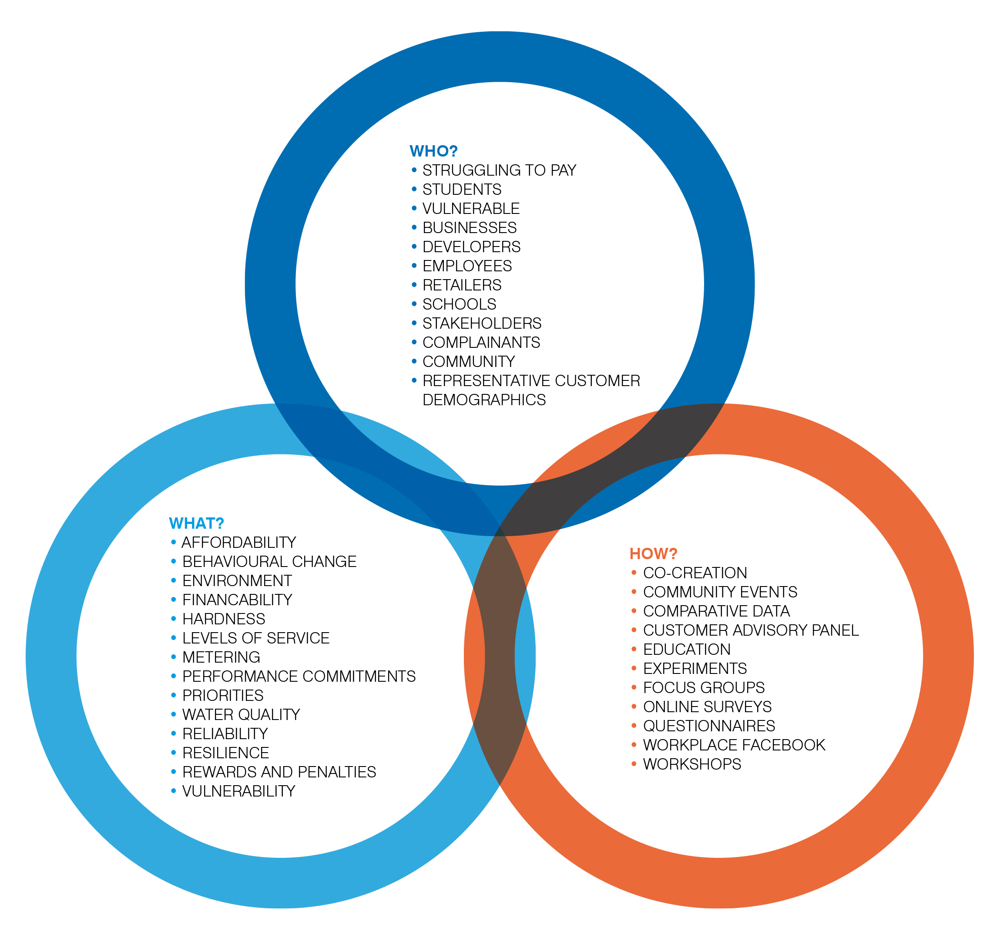 WHO?
• STRUGGLING TO PAY
• STUDENTS
• VULNERABLE
• BUSINESSES
• DEVELOPERS
• EMPLOYEES
• RETAILERS
• SCHOOLS
• STAKEHOLDERS
• COMPLAINANTS
• COMMUNITY
• REPRESENTATIVE CUSTOMER
DEMOGRAPHICS
WHAT?
• AFFORDABILITY
• BEHAVIOURAL CHANGE
• ENVIRONMENT
• FINANCABILITY
• HARDNESS
• LEVELS OF SERVICE
• METERING
• PERFORMANCE COMMITMENTS
• PRIORITIES
• WATER QUALITY
• RELIABILITY
• RESILIENCE
• REWARDS AND PENALTIES
• VULNERABILITY
HOW?
• CO-CREATION
• COMMUNITY EVENTS
• COMPARATIVE DATA
• CUSTOMER ADVISORY PANEL
• EDUCATION
• EXPERIMENTS
• FOCUS GROUPS
• ONLINE SURVEYS
• QUESTIONNAIRES
• WORKPLACE FACEBOOK
• WORKSHOPS